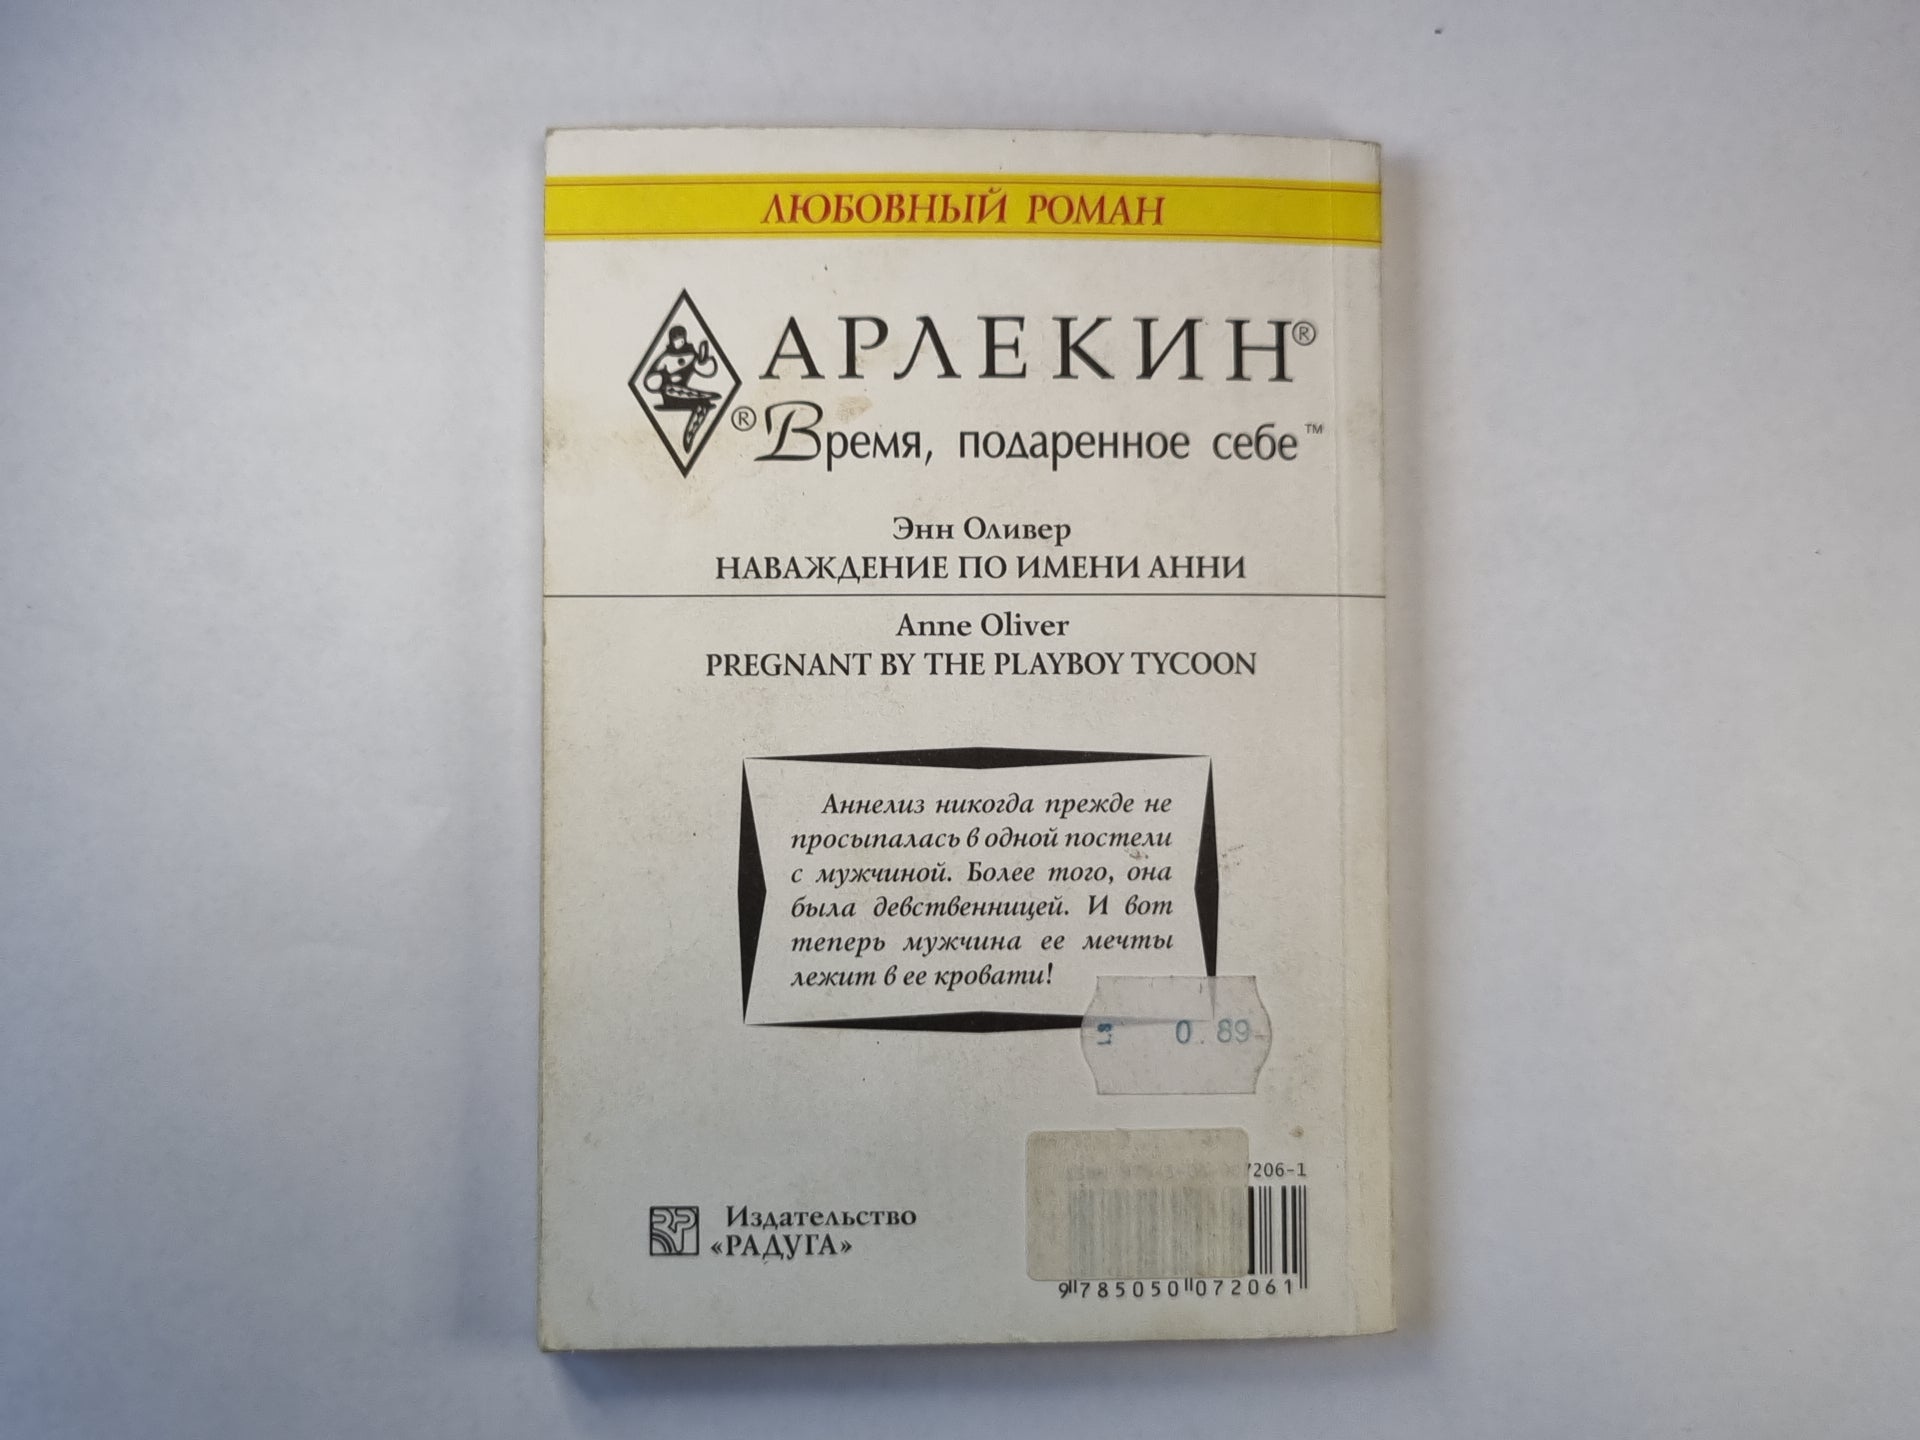 ЛЮБОВНЫЙ РОМАН
АРЛЕКИН®
® Время, подаренное себе™
Энн Оливер
НАВАЖДЕНИЕ ПО ИМЕНИ АННИ
Anne Oliver
PREGNANT BY THE PLAYBOY TYCOON
Аннелиз никогда прежде не
просыпалась в одной постели
с мужчиной. Более того, она
была девственницей. И вот
теперь мужчина ее мечты
лежит в ее кровати!
Ls 0.89
7206-1
Издательство
«РАДУГА»
9 785050 072061